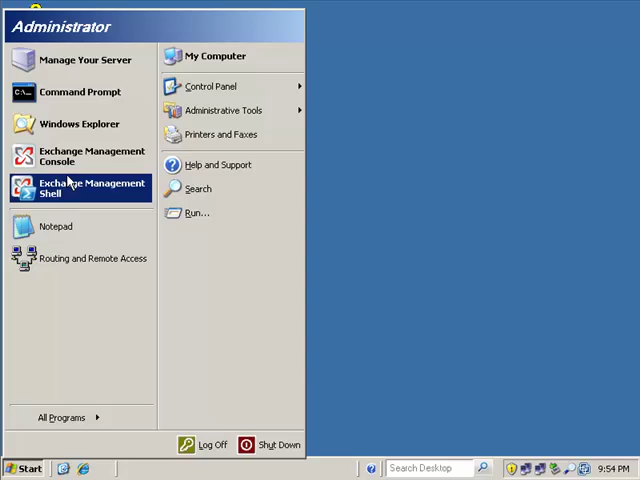 Administrator
Manage Your Server
Command Prompt
Windows Explorer
Exchange Management
Console
Exchange Management
Shell
Notepad
Routing and Remote Access
All Programs
My Computer
Control Panel
Administrative Tools
Printers and Faxes
Help and Support
Search
Run...
Log Off
Shut Down
Start
Search Desktop
9:54 PM